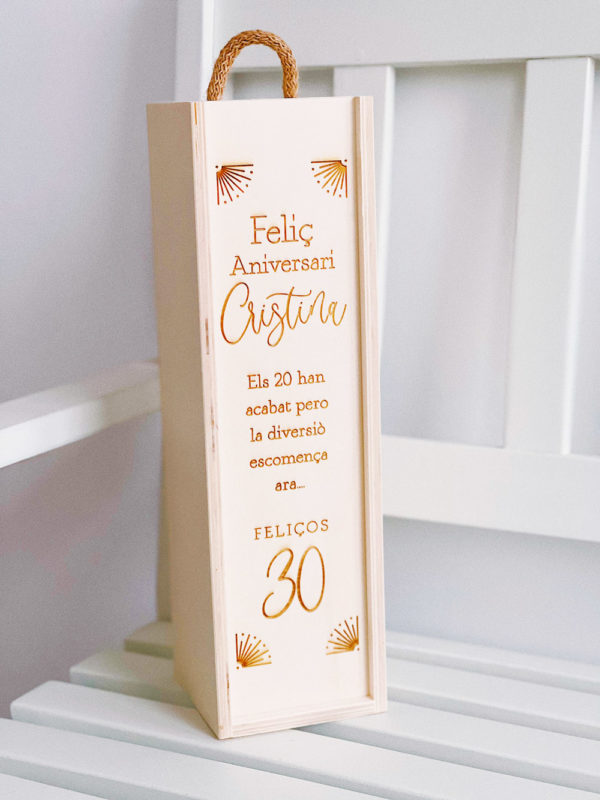 Feliç
Aniversari
Cristina
Els 20 han
acabat pero
la diversiò
escomença
ara....
FELIÇOS
30